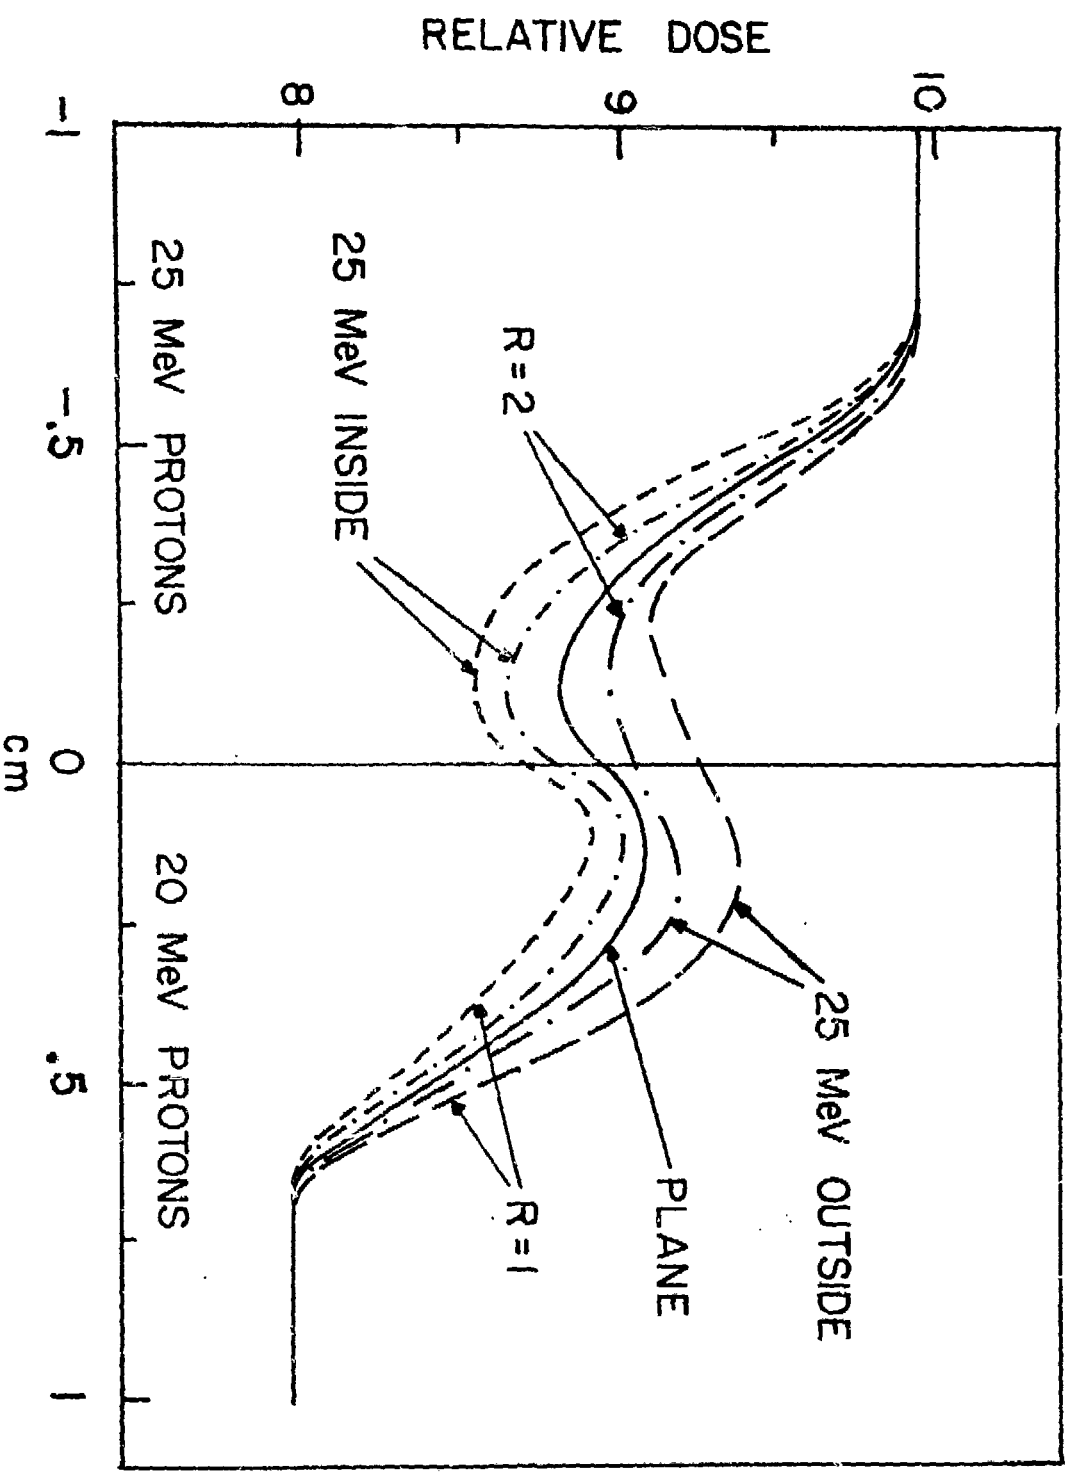 RELATIVE DOSE
10
9
8
25 MeV OUTSIDE
PLANE
R = 2
R = 1
25 MeV INSIDE
25 MeV PROTONS
20 MeV PROTONS
-1
-.5
0
.5
1
cm